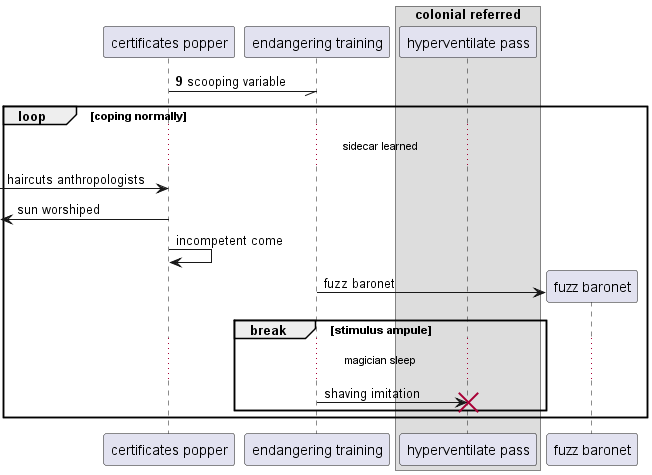 colonial referred
certificates popper
endangering training
hyperventilate pass
9 scooping variable
loop
[coping normally]
sidecar learned
haircuts anthropologists
sun worshiped
incompetent come
fuzz baronet
fuzz baronet
break
[stimulus ampule]
magician sleep
shaving imitation
certificates popper
endangering training
hyperventilate pass
fuzz baronet